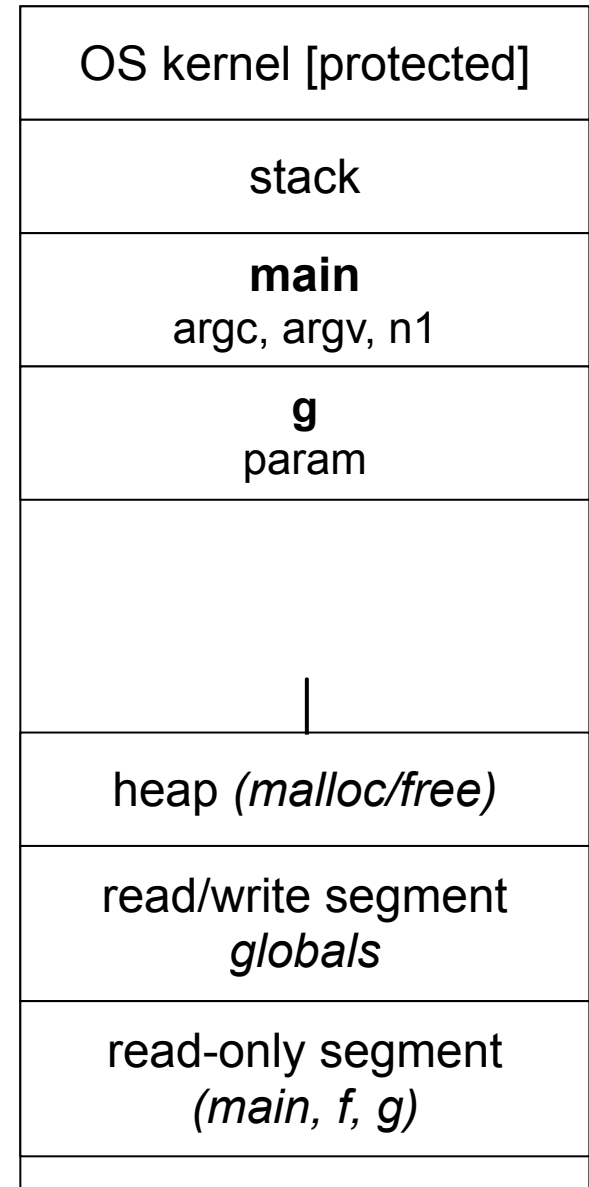 OS kernel [protected]
stack
main
argc, argv, n1
g
param
heap (malloc/free)
read/write segment
globals
read-only segment
(main, f, g)